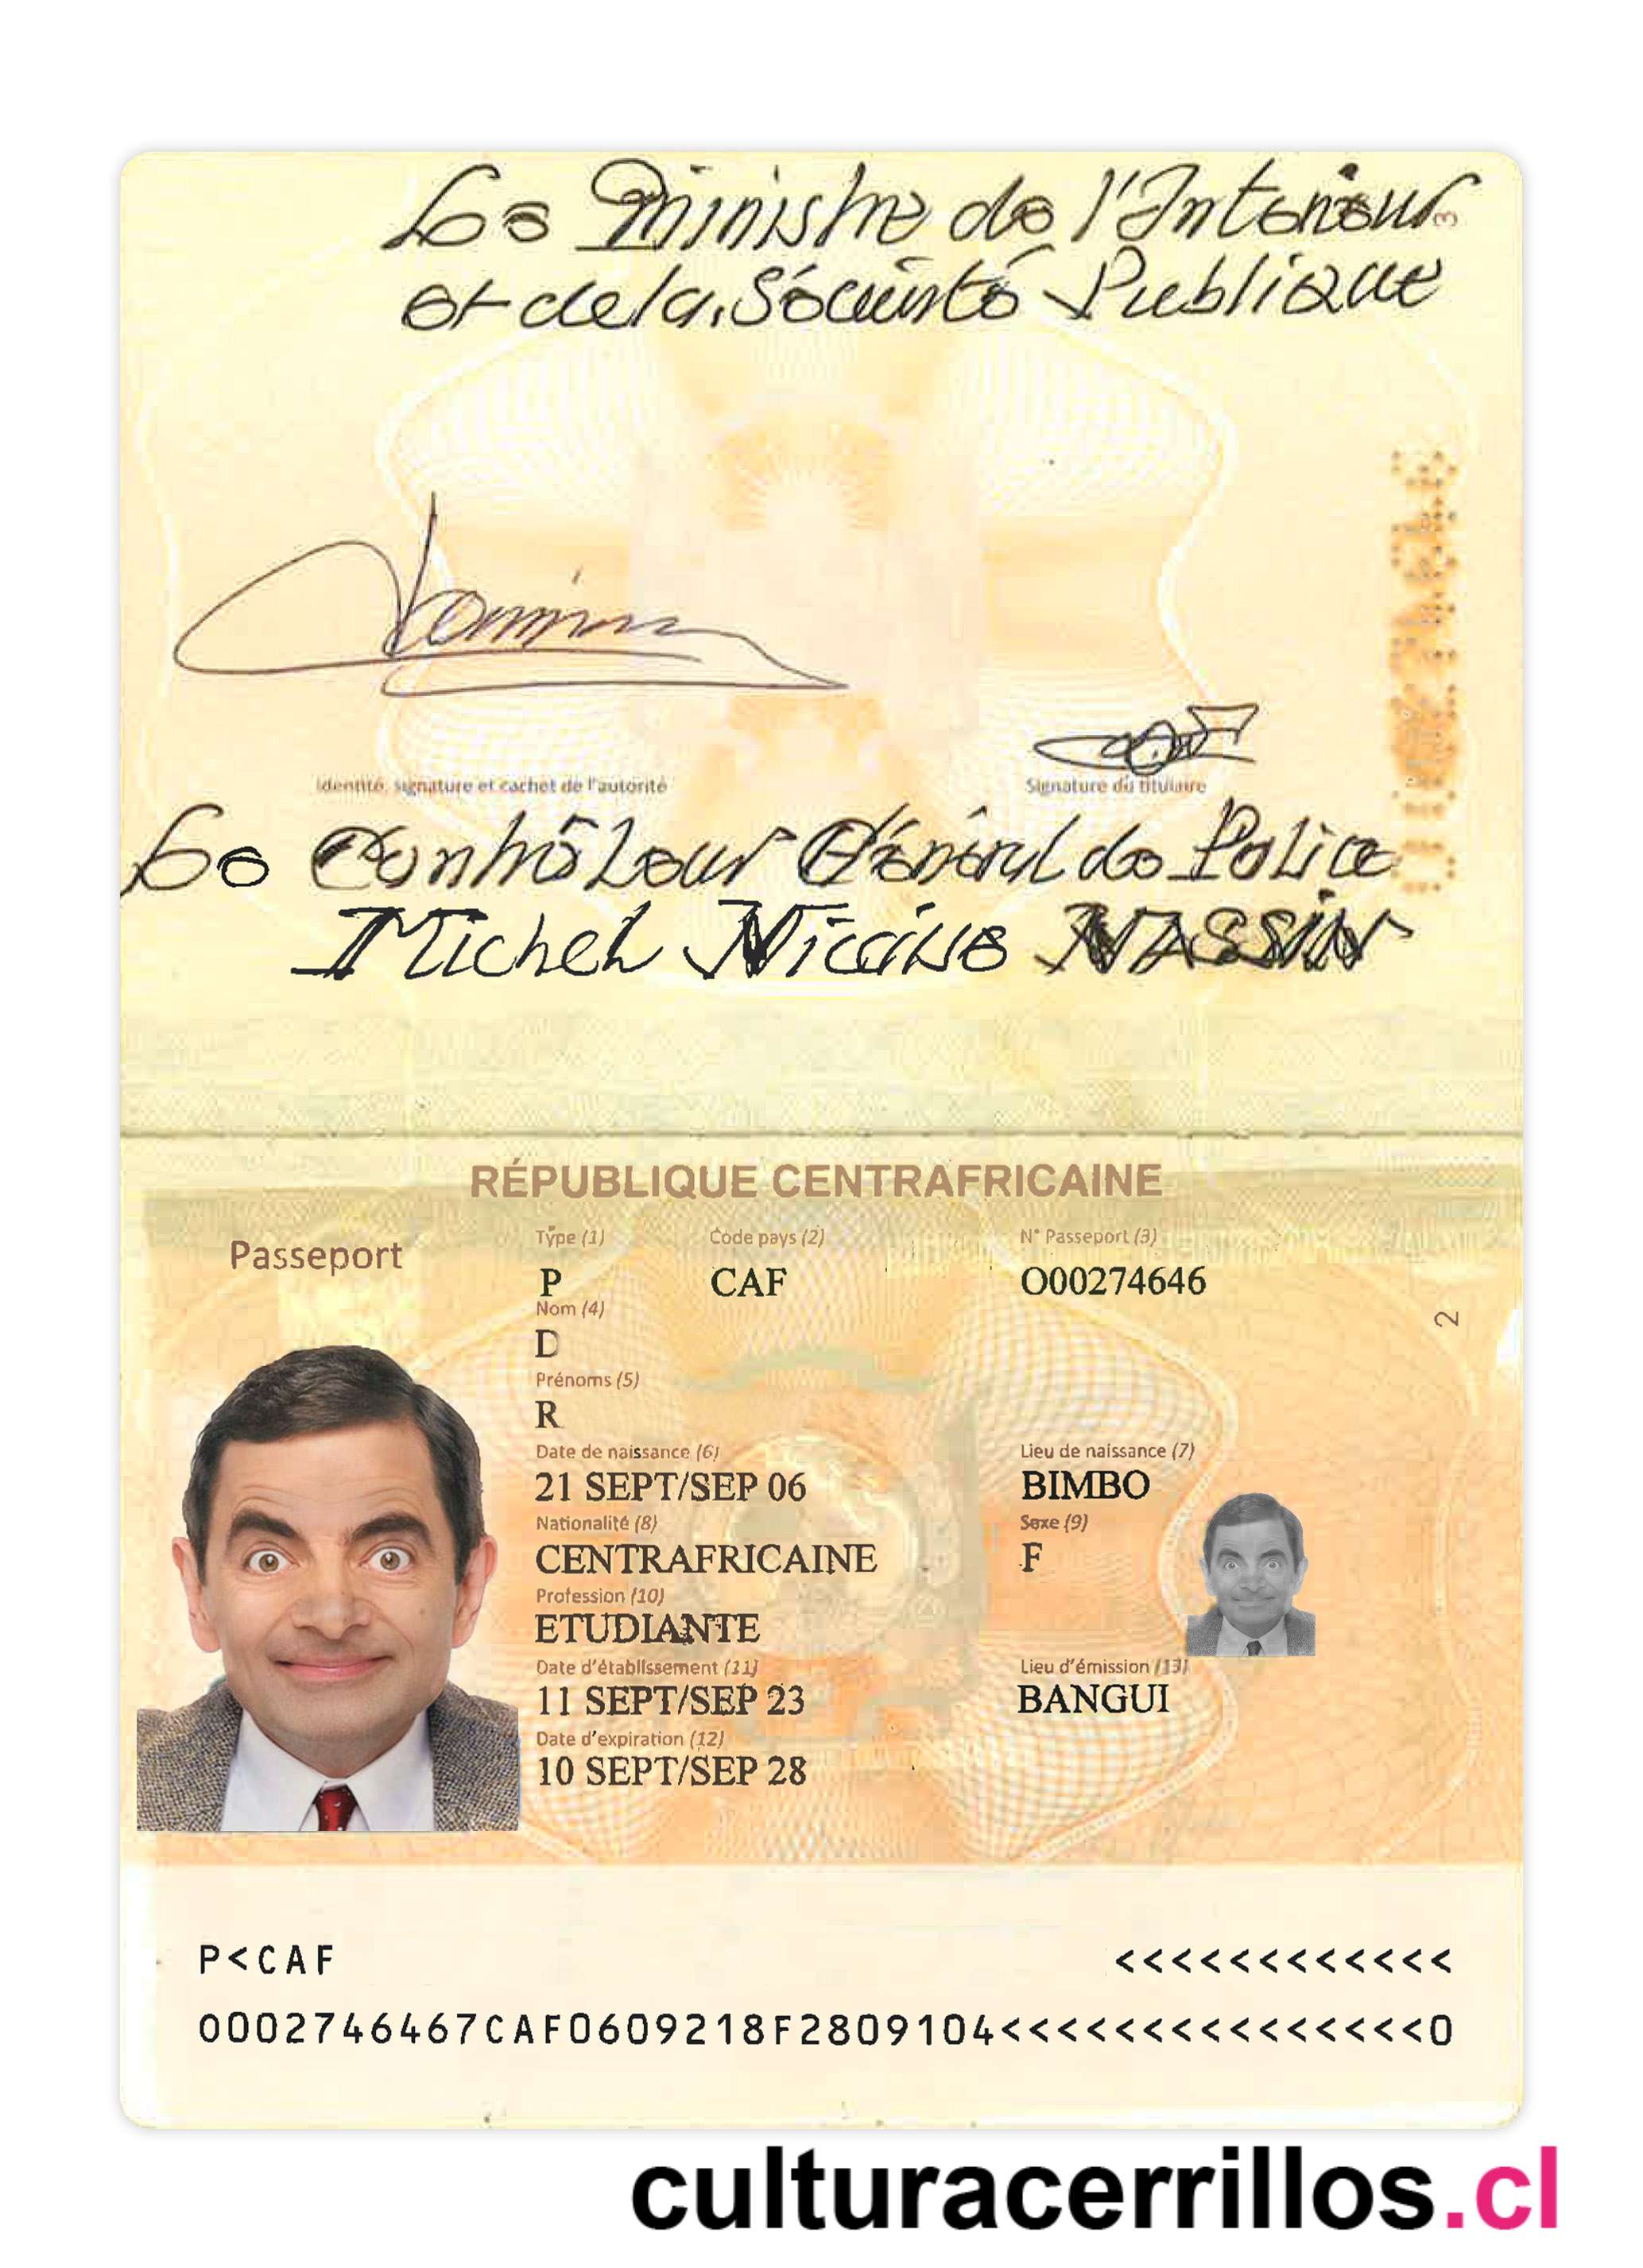 Le Ministre de l'Intérieur
3
et de la Sécurité Publique
Identité, signature et cachet de l'autorité
Signature du titulaire
Le Contrôleur Général de Police
Michel Nicaise NASSIN
RÉPUBLIQUE CENTRAFRICAINE
Passeport
Type (1) Code pays (2) N° Passeport (3)
P CAF O00274646
2
Nom (4)
D
Prénoms (5)
R
Date de naissance (6) Lieu de naissance (7)
21 SEPT/SEP 06 BIMBO
Nationalité (8) Sexe (9)
CENTRAFRICAINE F
Profession (10)
ETUDIANTE
Date d'établissement (11) Lieu d'émission (13)
11 SEPT/SEP 23 BANGUI
Date d'expiration (12)
10 SEPT/SEP 28
P<CAF <<<<<<<<<<<<
O002746467CAF0609218F2809104<<<<<<<<<<<<<<<0
culturacerrillos.cl